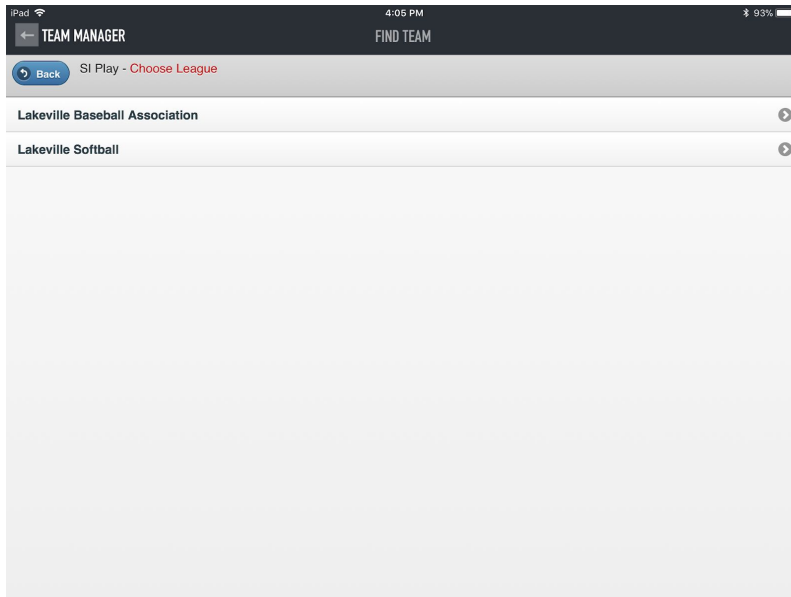 iPad 4:05 PM 93%
TEAM MANAGER FIND TEAM
Back SI Play - Choose League
Lakeville Baseball Association
Lakeville Softball